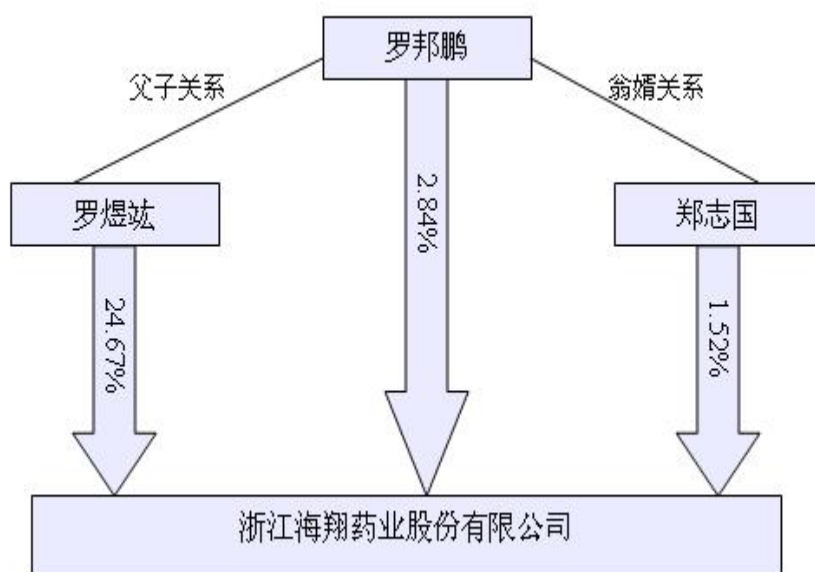 罗邦鹏
父子关系
翁婿关系
罗煜竑
2.84%
郑志国
24.67%
1.52%
浙江海翔药业股份有限公司